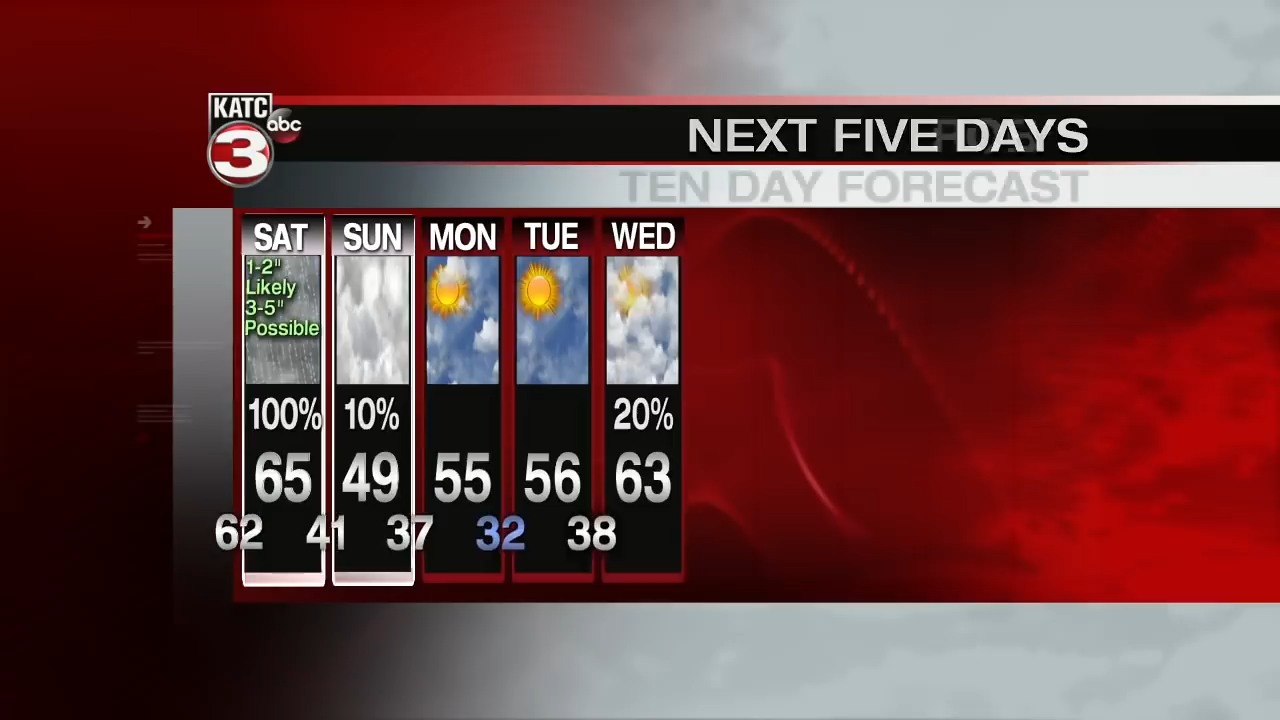 KATC
abc
3
NEXT FIVE DAYS
TEN DAY FORECAST
SAT SUN MON TUE WED
1-2"
Likely
3-5"
Possible
100% 10% 20%
65 49 55 56 63
62 41 37 32 38